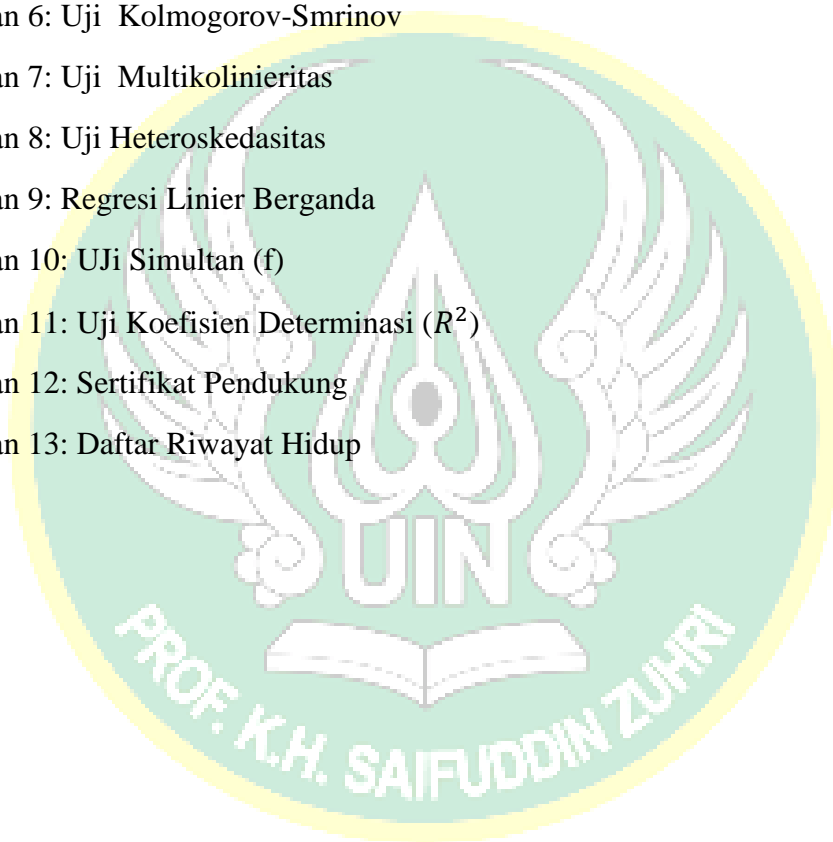 an 6: Uji Kolmogorov-Smrinov
an 7: Uji Multikolinieritas
an 8: Uji Heteroskedasitas
an 9: Regresi Linier Berganda
an 10: UJi Simultan (f)
an 11: Uji Koefisien Determinasi (𝑅²)
an 12: Sertifikat Pendukung
an 13: Daftar Riwayat Hidup
UIN
PROF. K.H. SAIFUDDIN ZUHRI